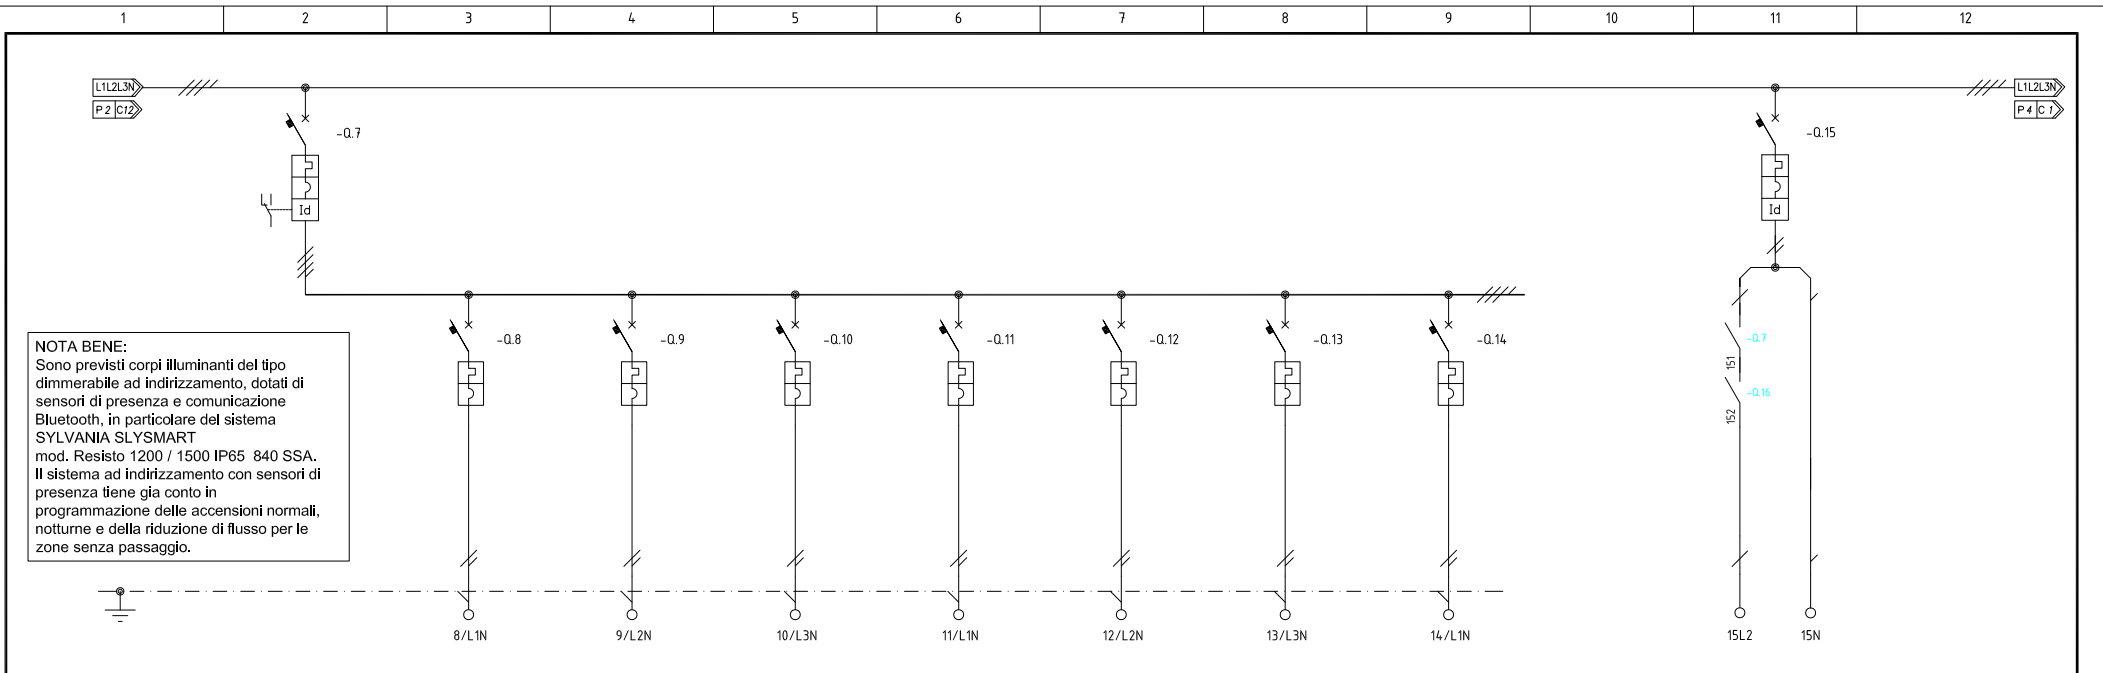 1 2 3 4 5 6 7 8 9 10 11 12
L1L2L3N L1L2L3N
P 2 C12 P 4 C 1
-Q.7 -Q.15
Id Id
-Q.8 -Q.9 -Q.10 -Q.11 -Q.12 -Q.13 -Q.14 -Q.7
151
-Q.16
152
NOTA BENE:
Sono previsti corpi illuminanti del tipo
dimmerabile ad indirizzamento, dotati di
sensori di presenza e comunicazione
Bluetooth, in particolare del sistema
SYLVANIA SLYSMART
mod. Resisto 1200 / 1500 IP65 840 SSA.
Il sistema ad indirizzamento con sensori di
presenza tiene gia conto in
programmazione delle accensioni normali,
notturne e della riduzione di flusso per le
zone senza passaggio.
8/L1N 9/L2N 10/L3N 11/L1N 12/L2N 13/L3N 14/L1N 15L2 15N